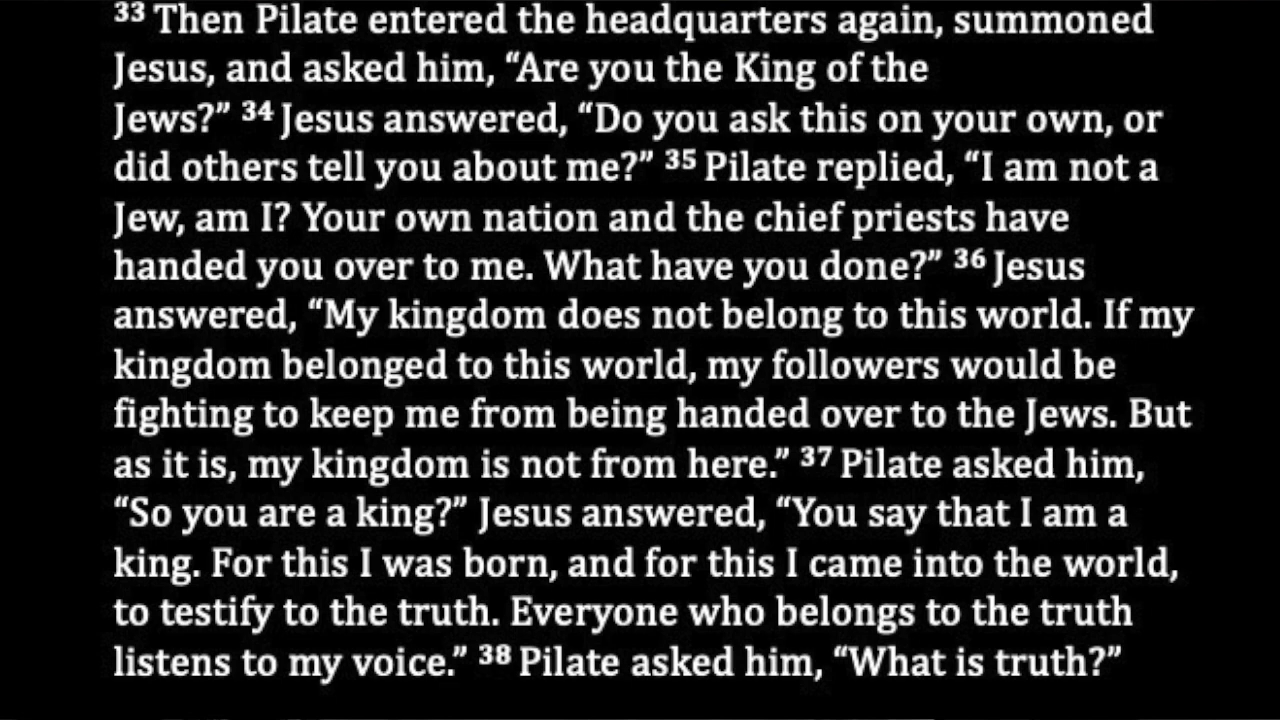 33 Then Pilate entered the headquarters again, summoned
Jesus, and asked him, “Are you the King of the
Jews?” 34 Jesus answered, “Do you ask this on your own, or
did others tell you about me?” 35 Pilate replied, “I am not a
Jew, am I? Your own nation and the chief priests have
handed you over to me. What have you done?” 36 Jesus
answered, “My kingdom does not belong to this world. If my
kingdom belonged to this world, my followers would be
fighting to keep me from being handed over to the Jews. But
as it is, my kingdom is not from here.” 37 Pilate asked him,
“So you are a king?” Jesus answered, “You say that I am a
king. For this I was born, and for this I came into the world,
to testify to the truth. Everyone who belongs to the truth
listens to my voice.” 38 Pilate asked him, “What is truth?”